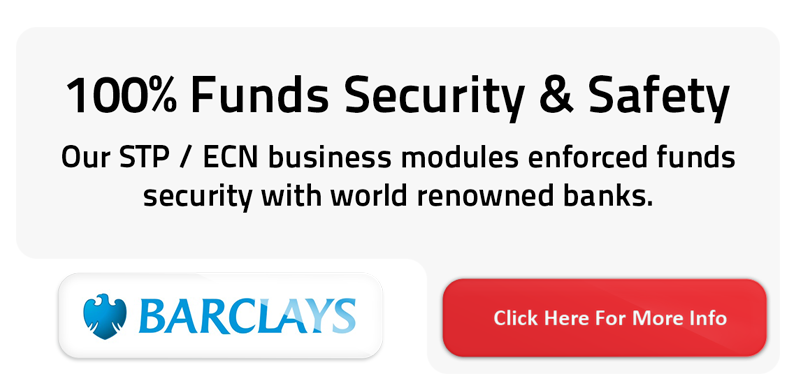 100% Funds Security & Safety
Our STP / ECN business modules enforced funds
security with world renowned banks.
BARCLAYS
Click Here For More Info